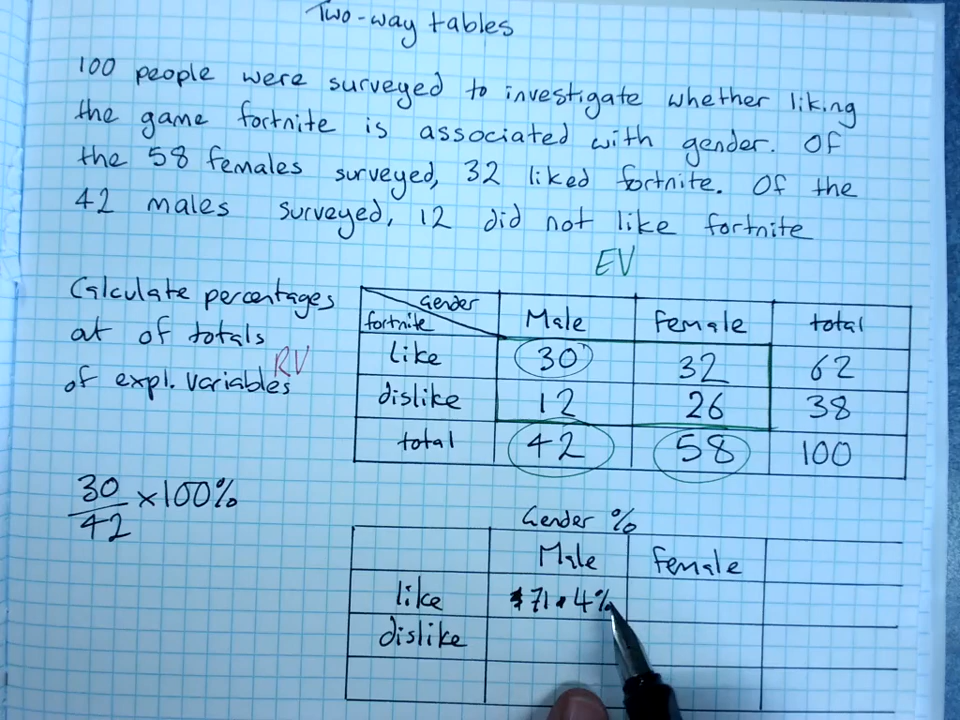 Two-way tables
100 people were surveyed to investigate whether liking
the game fortnite is associated with gender. Of
the 58 females surveyed, 32 liked fortnite. Of the
42 males surveyed, 12 did not like fortnite
EV
Calculate percentages
at of totals
RV
of expl. variables
Gender
fortnite Male Female total
like 30 32 62
dislike 12 26 38
total 42 58 100
30
42
×100%
Gender %
Male Female
like 71.4%
dislike